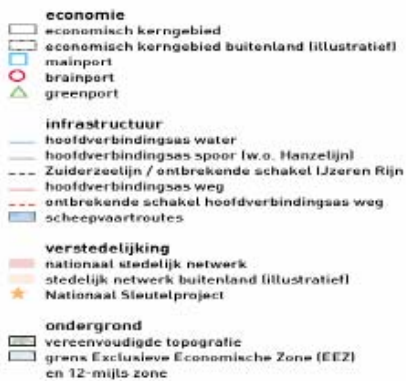 economie
economisch kerngebied
economisch kerngebied buitenland (illustratief)
mainport
brainport
greenport
infrastructuur
hoofdverbindingsas water
hoofdverbindingsas spoor (w.o. Hanzelijn)
Zuiderzeelijn / ontbrekende schakel IJzeren Rijn
hoofdverbindingsas weg
ontbrekende schakel hoofdverbindingsas weg
scheepvaartroutes
verstedelijking
nationaal stedelijk netwerk
stedelijk netwerk buitenland (illustratief)
Nationaal Sleutelproject
ondergrond
vereenvoudigde topografie
grens Exclusieve Economische Zone (EEZ)
en 12-mijls zone